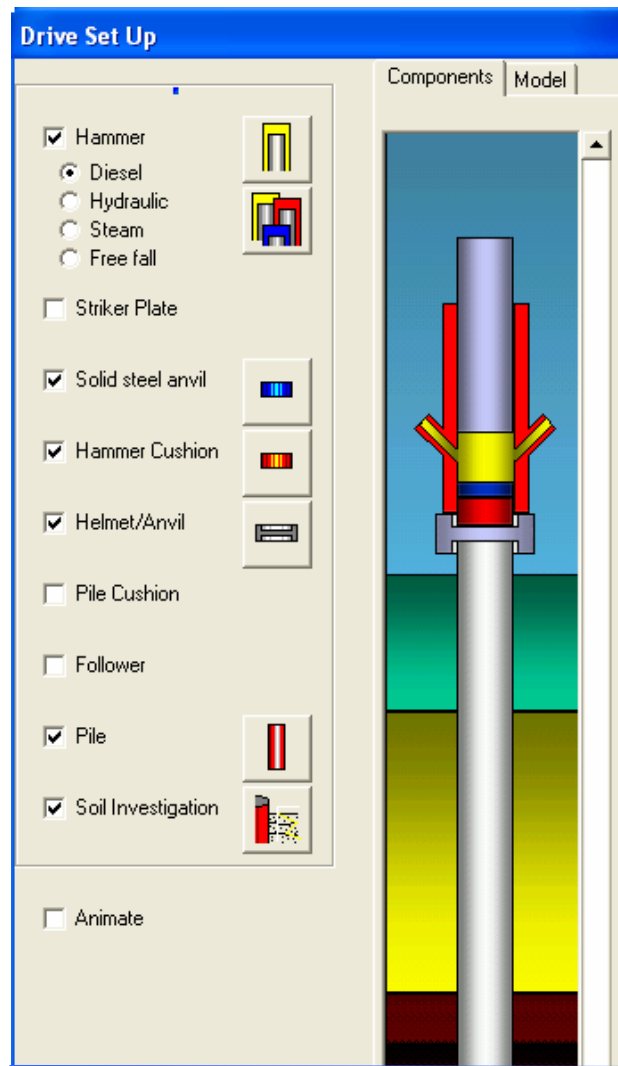 Drive Set Up
Components Model
Hammer
Diesel
Hydraulic
Steam
Free fall
Striker Plate
Solid steel anvil
Hammer Cushion
Helmet/Anvil
Pile Cushion
Follower
Pile
Soil Investigation
Animate